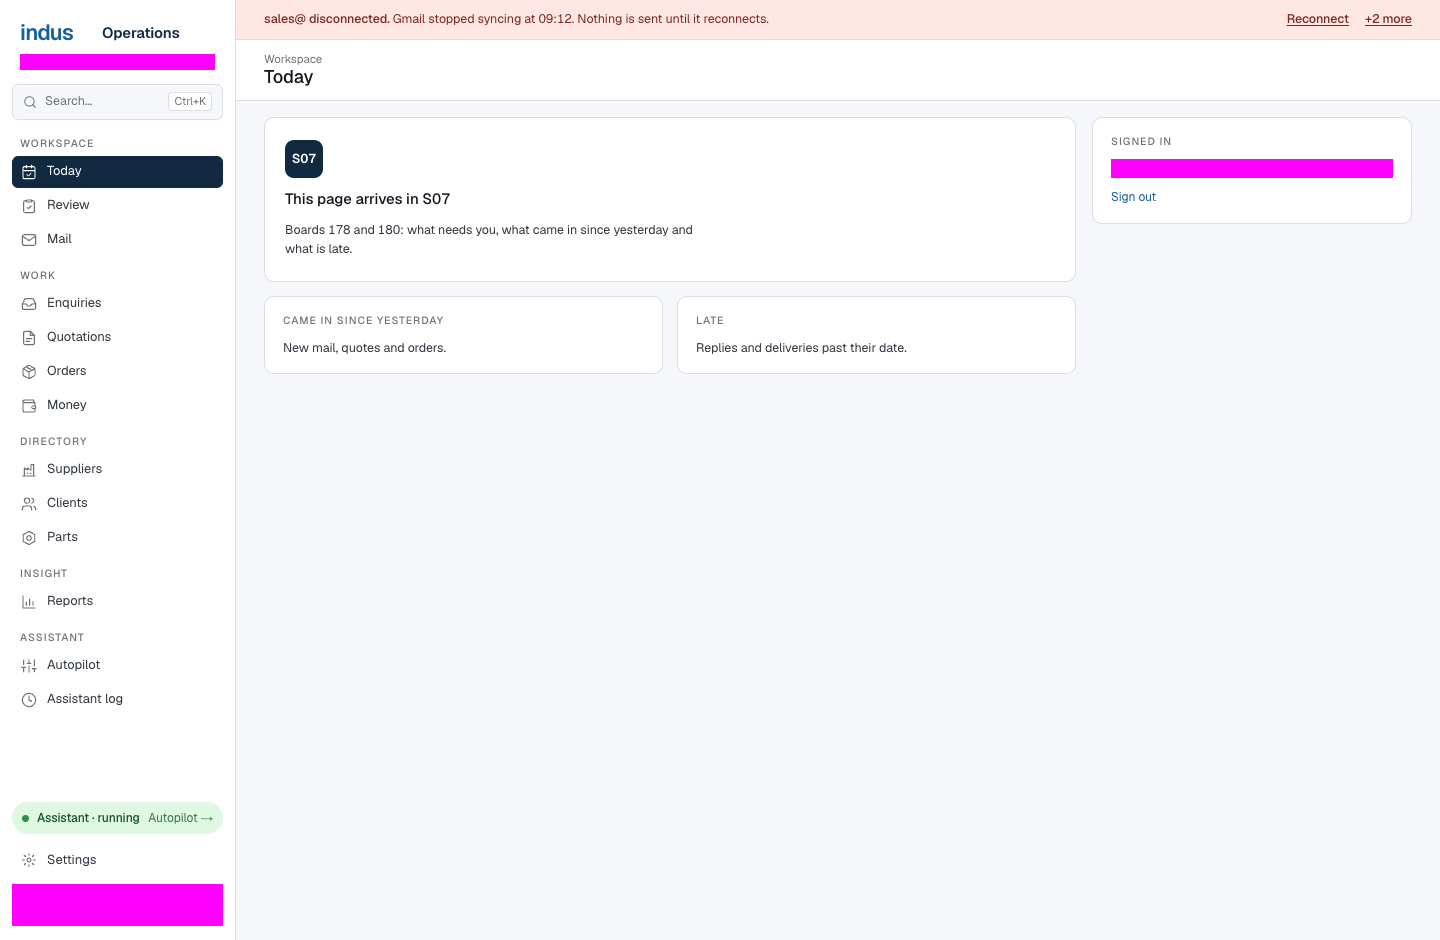 indus Operations
Search... Ctrl+K
WORKSPACE
Today
Review
Mail
WORK
Enquiries
Quotations
Orders
Money
DIRECTORY
Suppliers
Clients
Parts
INSIGHT
Reports
ASSISTANT
Autopilot
Assistant log
Assistant · running Autopilot →
Settings
sales@ disconnected. Gmail stopped syncing at 09:12. Nothing is sent until it reconnects. Reconnect +2 more
Workspace
Today
S07
This page arrives in S07
Boards 178 and 180: what needs you, what came in since yesterday and
what is late.
CAME IN SINCE YESTERDAY
New mail, quotes and orders.
LATE
Replies and deliveries past their date.
SIGNED IN
Sign out